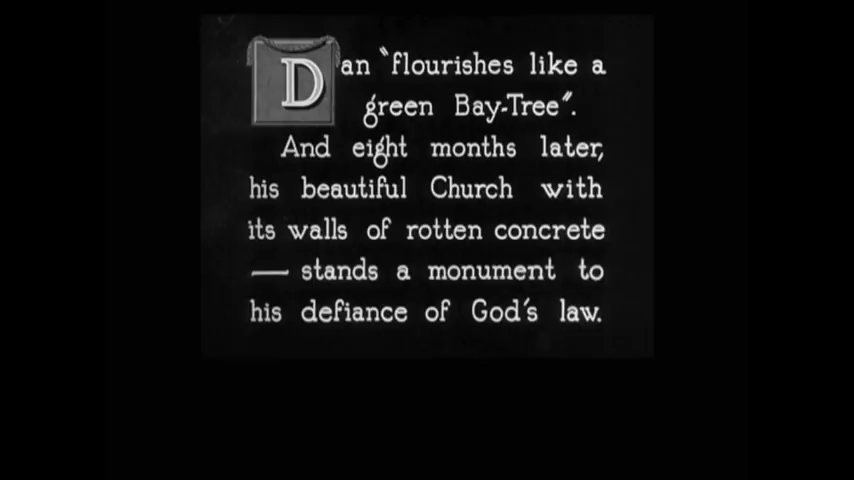 Dan "flourishes like a
green Bay-Tree".
And eight months later,
his beautiful Church with
its walls of rotten concrete
— stands a monument to
his defiance of God's law.